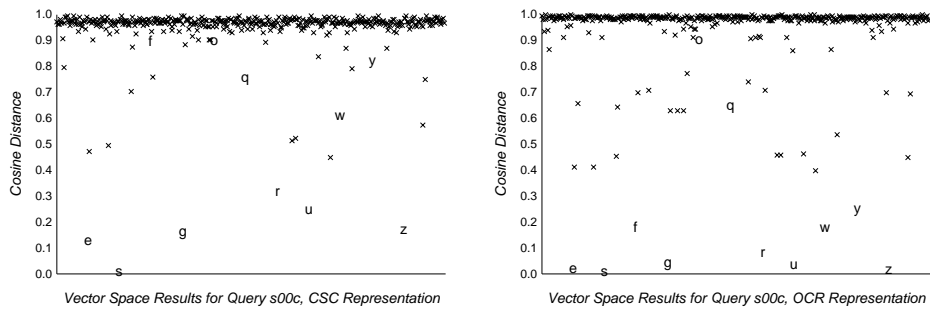 1.0
0.9
0.8
0.7
0.6
0.5
0.4
0.3
0.2
0.1
0.0
Cosine Distance
f
o
y
q
w
r
u
z
g
e
s
Vector Space Results for Query s00c, CSC Representation
1.0
0.9
0.8
0.7
0.6
0.5
0.4
0.3
0.2
0.1
0.0
Cosine Distance
o
q
y
f
w
r
g
u
e
s
z
Vector Space Results for Query s00c, OCR Representation